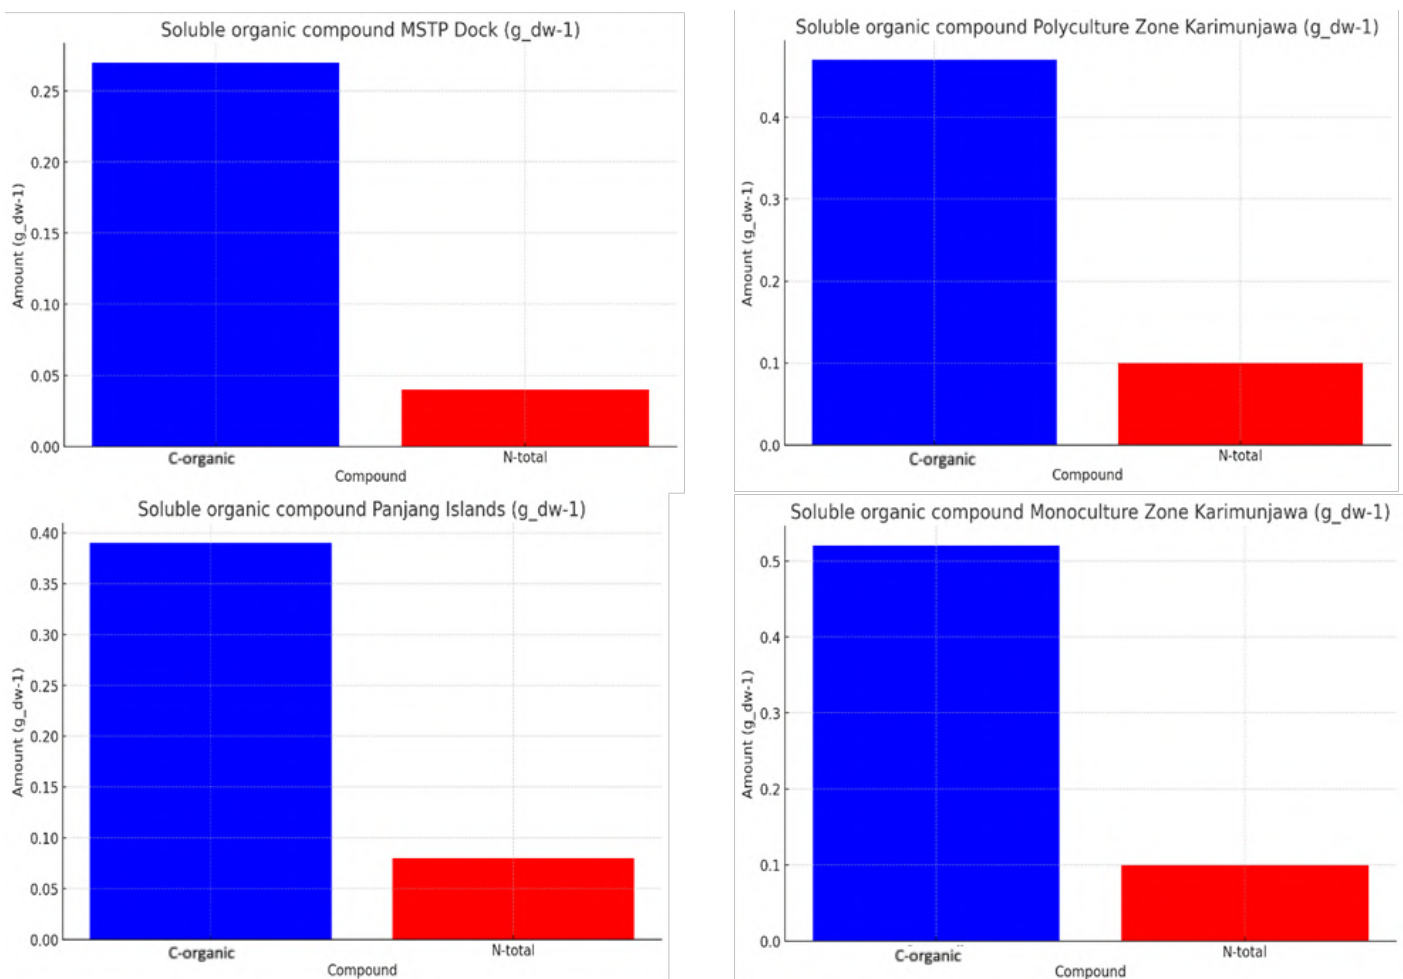 Soluble organic compound MSTP Dock (g_dw-1)
Amount (g_dw-1)
0.25
0.20
0.15
0.10
0.05
0.00
C-organic
N-total
Compound
Soluble organic compound Polyculture Zone Karimunjawa (g_dw-1)
Amount (g_dw-1)
0.4
0.3
0.2
0.1
0.0
C-organic
N-total
Compound
Soluble organic compound Panjang Islands (g_dw-1)
Amount (g_dw-1)
0.40
0.35
0.30
0.25
0.20
0.15
0.10
0.05
0.00
C-organic
N-total
Compound
Soluble organic compound Monoculture Zone Karimunjawa (g_dw-1)
Amount (g_dw-1)
0.5
0.4
0.3
0.2
0.1
0.0
C-organic
N-total
Compound